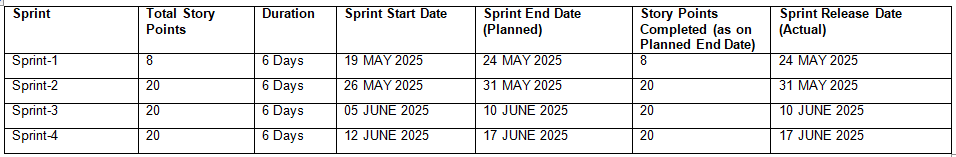 Sprint Total Story Points Duration Sprint Start Date Sprint End Date (Planned) Story Points Completed (as on Planned End Date) Sprint Release Date (Actual)
Sprint-1 8 6 Days 19 MAY 2025 24 MAY 2025 8 24 MAY 2025
Sprint-2 20 6 Days 26 MAY 2025 31 MAY 2025 20 31 MAY 2025
Sprint-3 20 6 Days 05 JUNE 2025 10 JUNE 2025 20 10 JUNE 2025
Sprint-4 20 6 Days 12 JUNE 2025 17 JUNE 2025 20 17 JUNE 2025